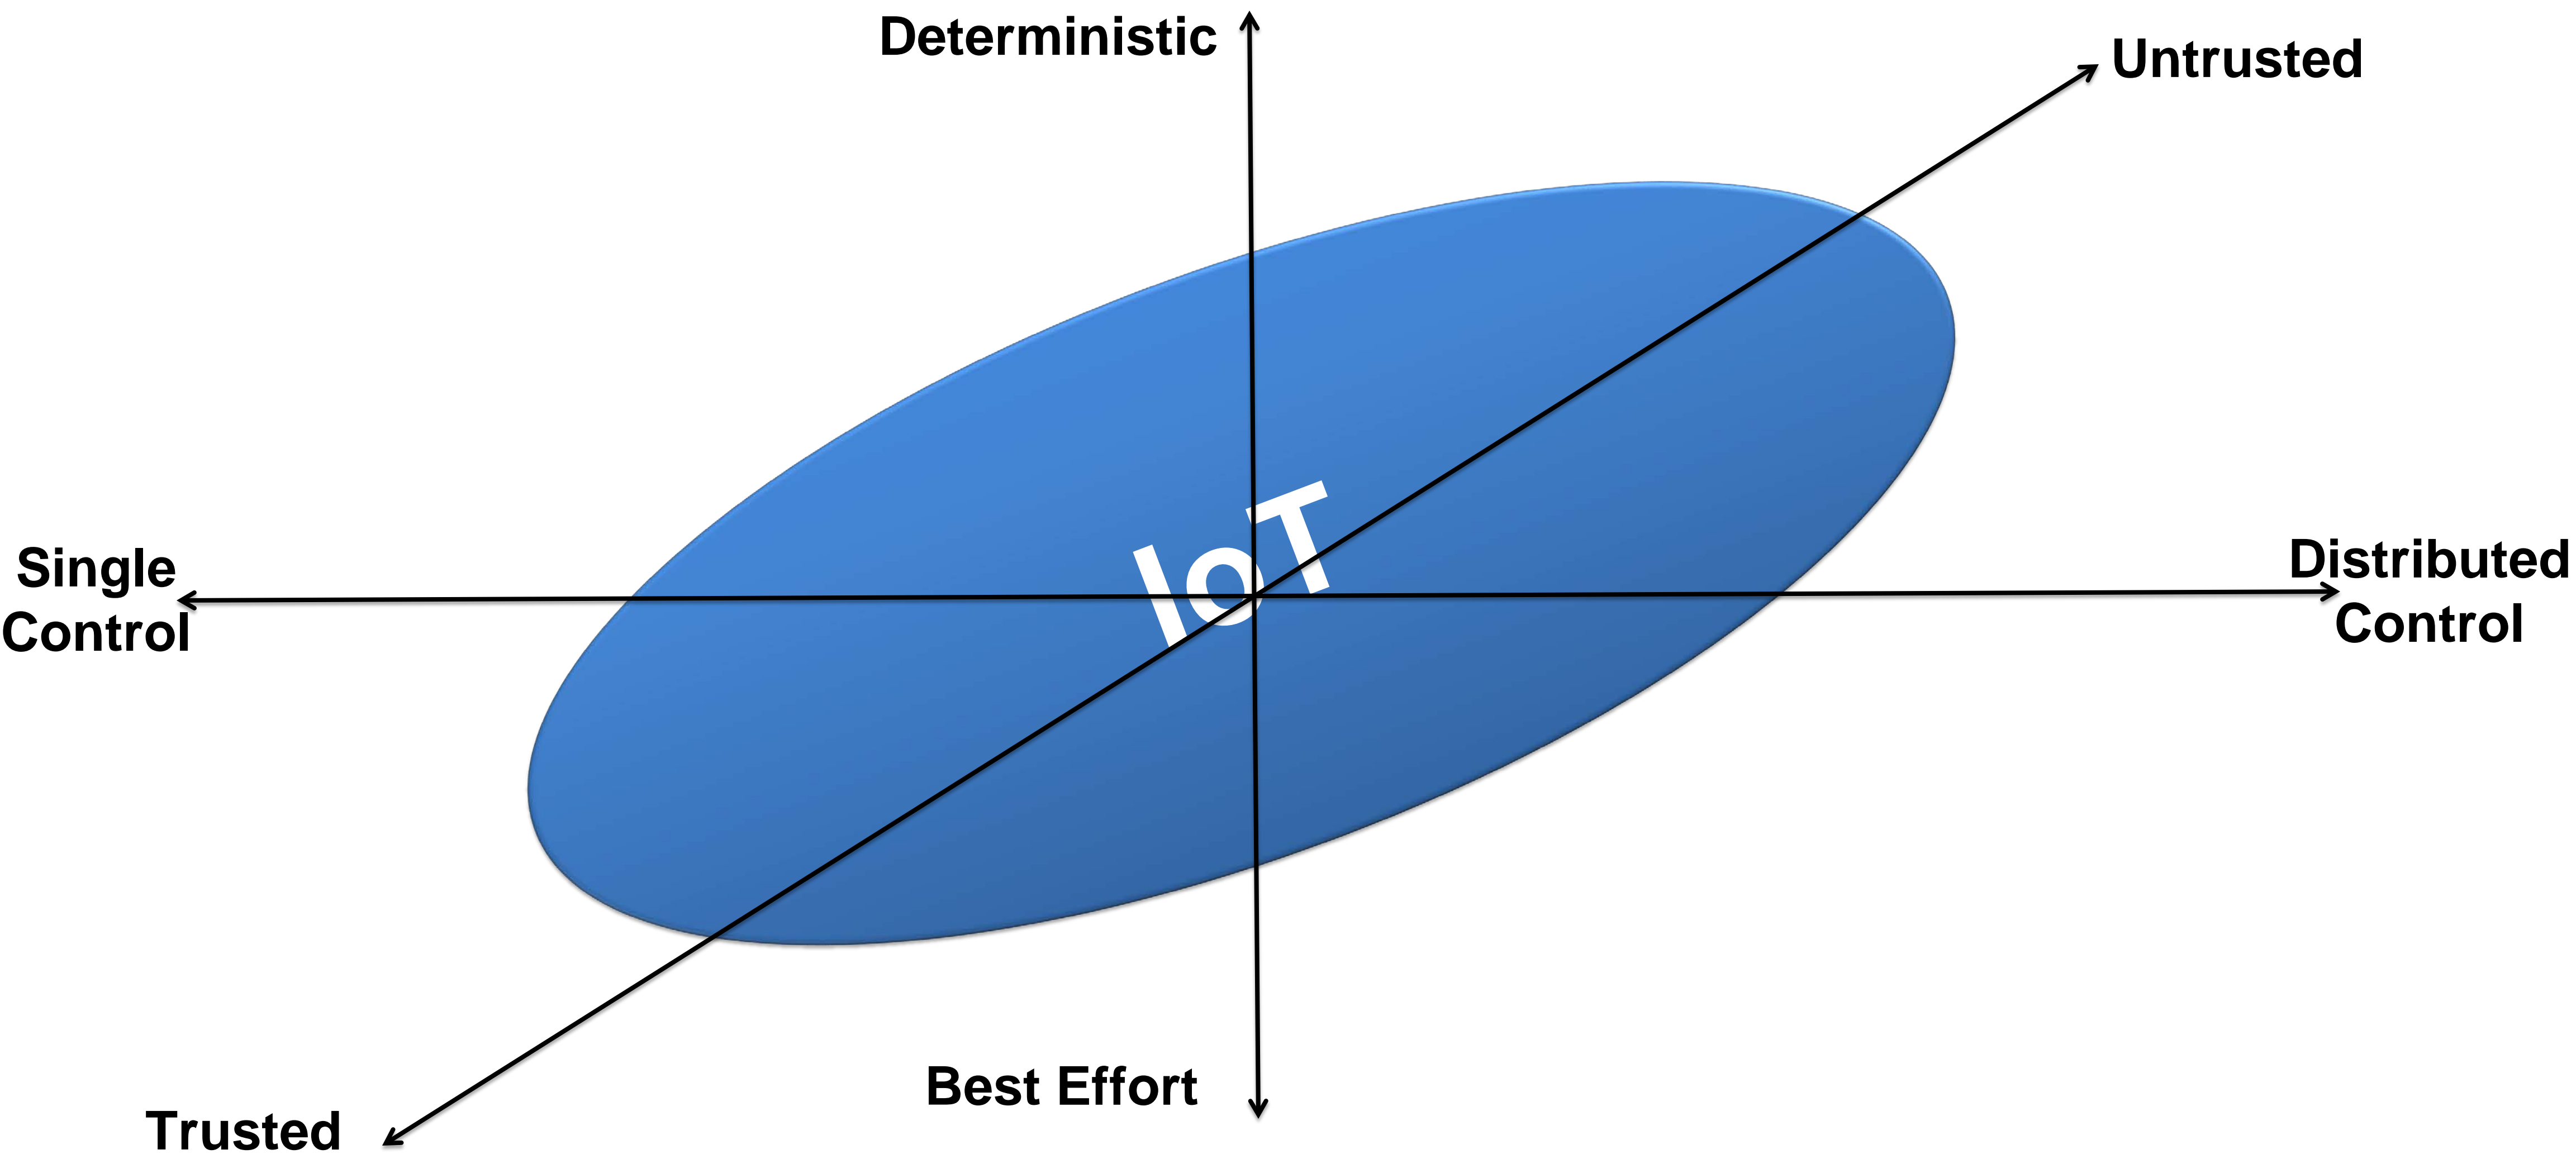 Deterministic
Untrusted
IoT
Single
Control
Distributed
Control
Best Effort
Trusted